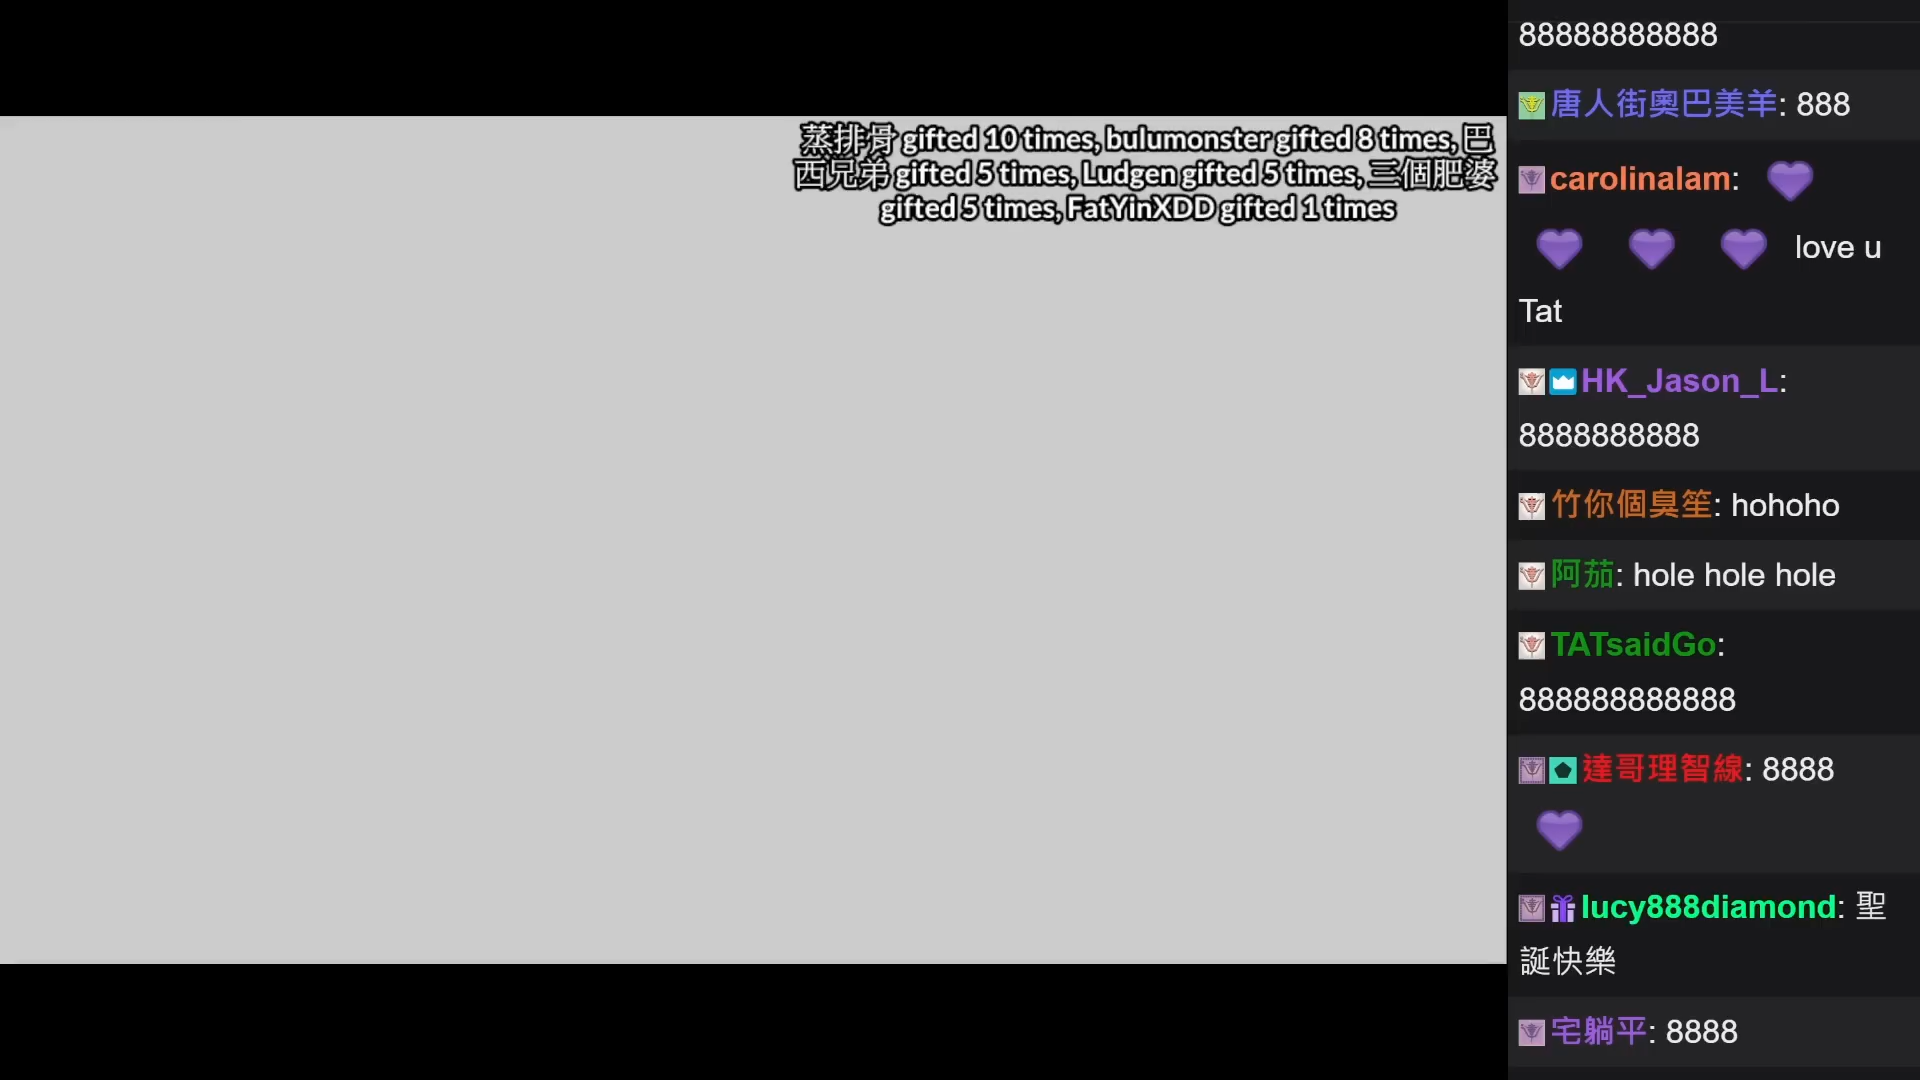 蒸排骨 gifted 10 times, bulumonster gifted 8 times, 巴
西兄弟 gifted 5 times, Ludgen gifted 5 times, 三個肥婆
gifted 5 times, FatYinXDD gifted 1 times
88888888888
唐人街奧巴美羊: 888
carolinalam:
love u
Tat
HK_Jason_L:
8888888888
竹你個臭笙: hohoho
阿茄: hole hole hole
TATsaidGo:
888888888888
達哥理智線: 8888
lucy888diamond: 聖
誕快樂
宅躺平: 8888